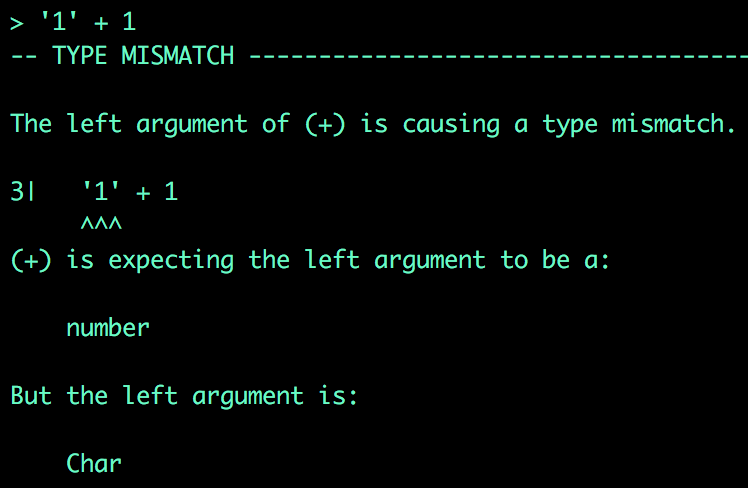 > '1' + 1
-- TYPE MISMATCH ------------------------------------
The left argument of (+) is causing a type mismatch.
3|   '1' + 1
     ^^^
(+) is expecting the left argument to be a:
    number
But the left argument is:
    Char